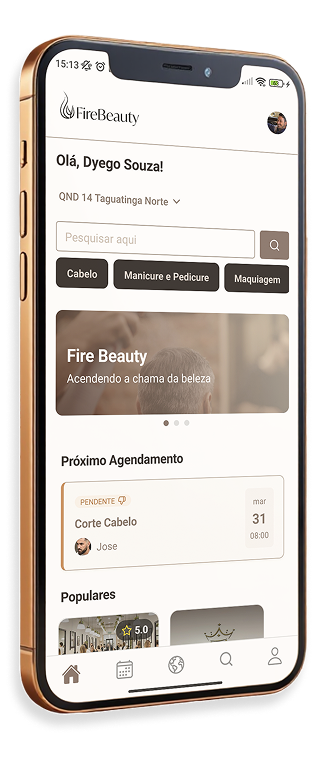 15:13
FireBeauty
Olá, Dyego Souza!
QND 14 Taguatinga Norte
Pesquisar aqui
Cabelo
Manicure e Pedicure
Maquiagem
Fire Beauty
Acendendo a chama da beleza
Próximo Agendamento
PENDENTE
mar
Corte Cabelo
31
Jose
08:00
Populares
5.0